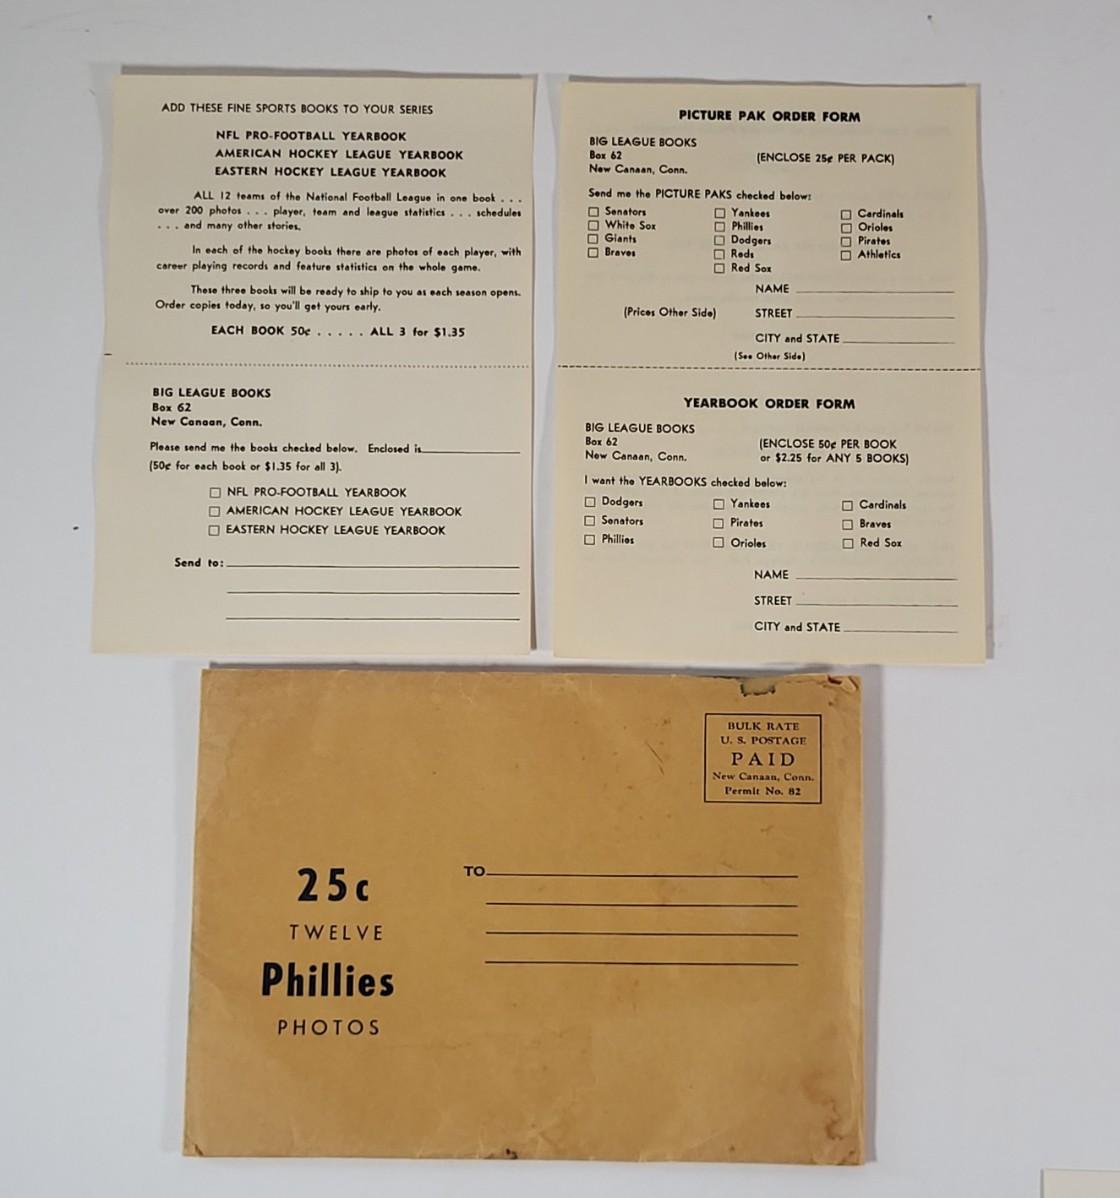 ADD THESE FINE SPORTS BOOKS TO YOUR SERIES
NFL PRO-FOOTBALL YEARBOOK
AMERICAN HOCKEY LEAGUE YEARBOOK
EASTERN HOCKEY LEAGUE YEARBOOK
ALL 12 teams of the National Football League in one book . . .
over 200 photos . . . player, team and league statistics . . . schedules
. . . and many other stories.
In each of the hockey books there are photos of each player, with
career playing records and feature statistics on the whole game.
These three books will be ready to ship to you as each season opens.
Order copies today, so you'll get yours early.
EACH BOOK 50¢ . . . . . ALL 3 for $1.35
BIG LEAGUE BOOKS
Box 62
New Canaan, Conn.
Please send me the books checked below. Enclosed is
(50¢ for each book or $1.35 for all 3).
NFL PRO-FOOTBALL YEARBOOK
AMERICAN HOCKEY LEAGUE YEARBOOK
EASTERN HOCKEY LEAGUE YEARBOOK
Send to:
PICTURE PAK ORDER FORM
BIG LEAGUE BOOKS
Box 62 (ENCLOSE 25¢ PER PACK)
New Canaan, Conn.
Send me the PICTURE PAKS checked below:
Senators Yankees Cardinals
White Sox Phillies Orioles
Giants Dodgers Pirates
Braves Reds Athletics
Red Sox
NAME
(Prices Other Side) STREET
CITY and STATE
(See Other Side)
YEARBOOK ORDER FORM
BIG LEAGUE BOOKS
Box 62 (ENCLOSE 50¢ PER BOOK
New Canaan, Conn. or $2.25 for ANY 5 BOOKS)
I want the YEARBOOKS checked below:
Dodgers Yankees Cardinals
Senators Pirates Braves
Phillies Orioles Red Sox
NAME
STREET
CITY and STATE
BULK RATE
U. S. POSTAGE
PAID
New Canaan, Conn.
Permit No. 82
TO
25c
TWELVE
Phillies
PHOTOS